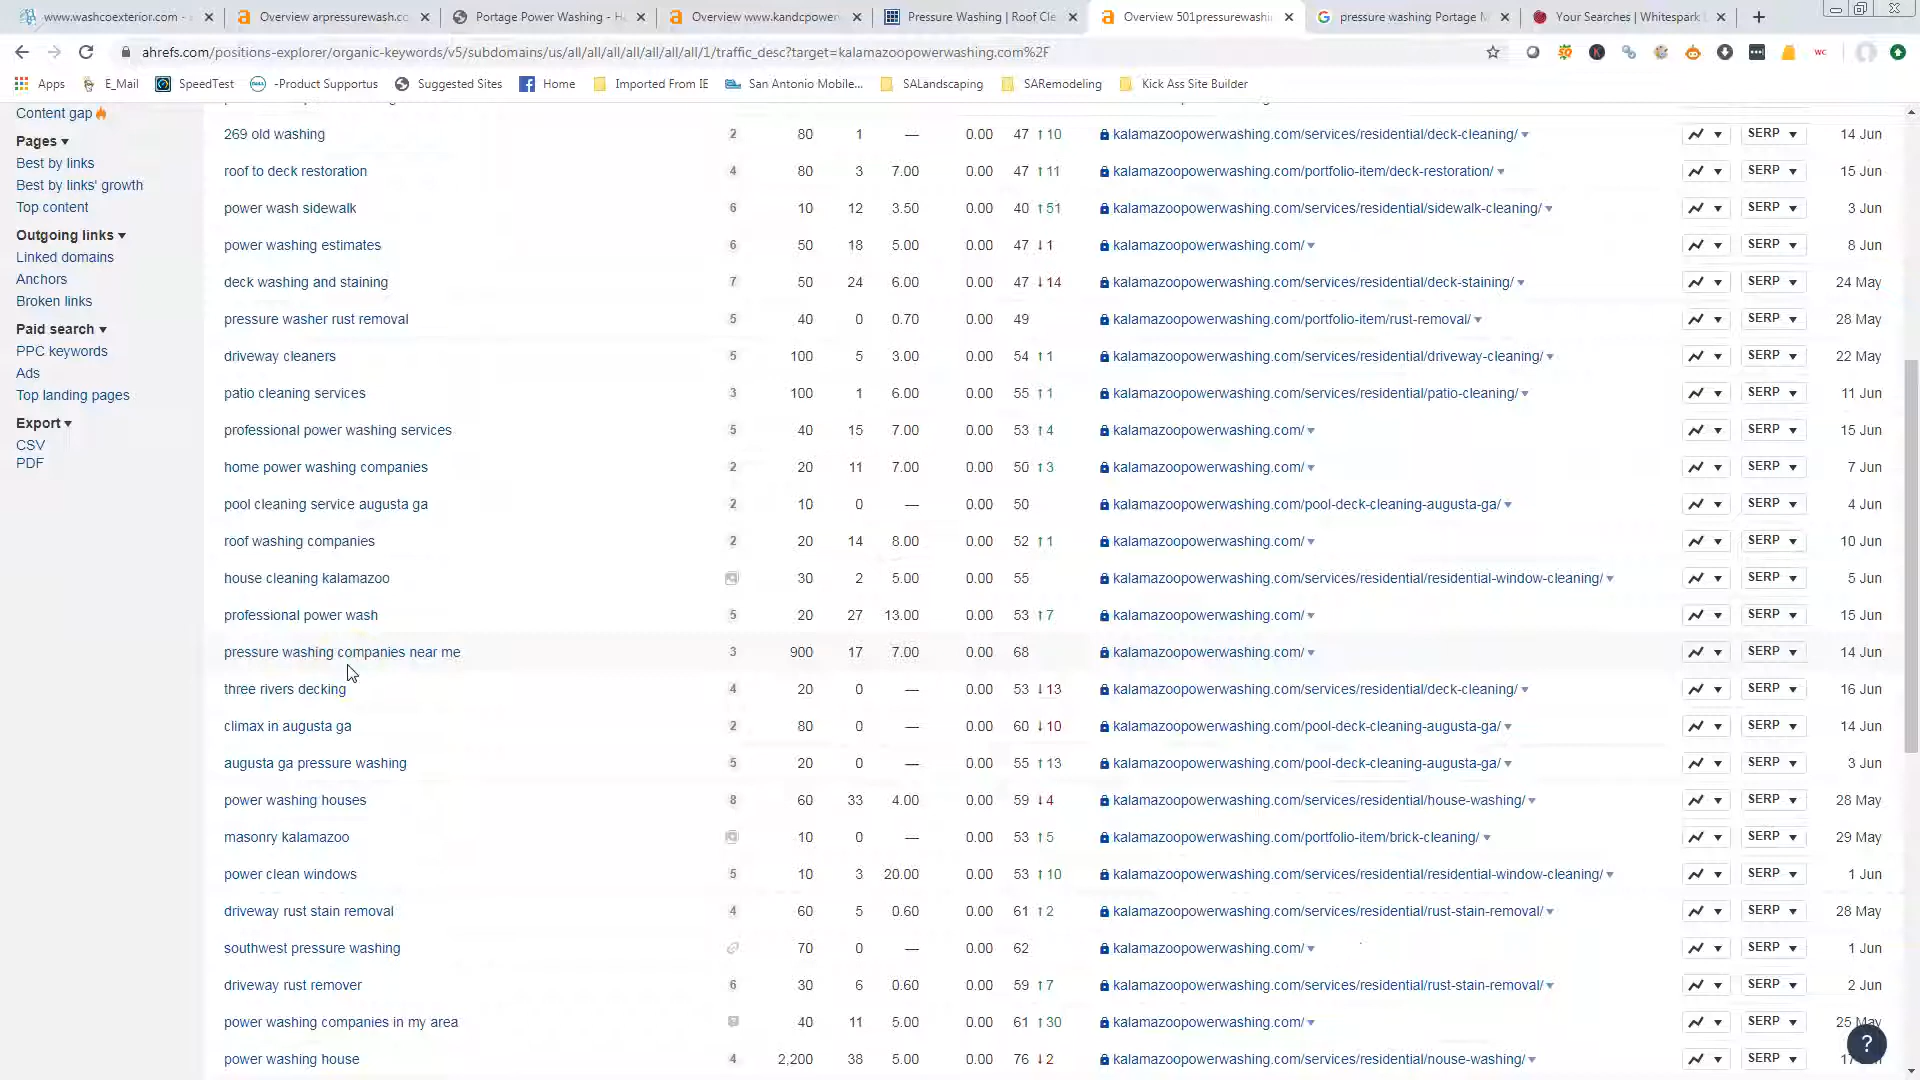 www.washcoexterior.com -
Overview arpressurewash.co
Portage Power Washing - H
Overview www.kandcpower
Pressure Washing | Roof Cle
Overview 501pressurewashi
pressure washing Portage M
Your Searches | Whitespark
ahrefs.com/positions-explorer/organic-keywords/v5/subdomains/us/all/all/all/all/all/all/all/1/traffic_desc?target=kalamazoopowerwashing.com%2F
Apps E_Mail SpeedTest -Product Supportus Suggested Sites Home Imported From IE San Antonio Mobile... SALandscaping SARemodeling Kick Ass Site Builder
Content gap
Pages
Best by links
Best by links' growth
Top content
Outgoing links
Linked domains
Anchors
Broken links
Paid search
PPC keywords
Ads
Top landing pages
Export
CSV
PDF
269 old washing 2 80 1 — 0.00 47 ↑10 kalamazoopowerwashing.com/services/residential/deck-cleaning/ SERP 14 Jun
roof to deck restoration 4 80 3 7.00 0.00 47 ↑11 kalamazoopowerwashing.com/portfolio-item/deck-restoration/ SERP 15 Jun
power wash sidewalk 6 10 12 3.50 0.00 40 ↑51 kalamazoopowerwashing.com/services/residential/sidewalk-cleaning/ SERP 3 Jun
power washing estimates 6 50 18 5.00 0.00 47 ↓1 kalamazoopowerwashing.com/ SERP 8 Jun
deck washing and staining 7 50 24 6.00 0.00 47 ↓14 kalamazoopowerwashing.com/services/residential/deck-staining/ SERP 24 May
pressure washer rust removal 5 40 0 0.70 0.00 49 kalamazoopowerwashing.com/portfolio-item/rust-removal/ SERP 28 May
driveway cleaners 5 100 5 3.00 0.00 54 ↑1 kalamazoopowerwashing.com/services/residential/driveway-cleaning/ SERP 22 May
patio cleaning services 3 100 1 6.00 0.00 55 ↑1 kalamazoopowerwashing.com/services/residential/patio-cleaning/ SERP 11 Jun
professional power washing services 5 40 15 7.00 0.00 53 ↑4 kalamazoopowerwashing.com/ SERP 15 Jun
home power washing companies 2 20 11 7.00 0.00 50 ↑3 kalamazoopowerwashing.com/ SERP 7 Jun
pool cleaning service augusta ga 2 10 0 — 0.00 50 kalamazoopowerwashing.com/pool-deck-cleaning-augusta-ga/ SERP 4 Jun
roof washing companies 2 20 14 8.00 0.00 52 ↑1 kalamazoopowerwashing.com/ SERP 10 Jun
house cleaning kalamazoo 30 2 5.00 0.00 55 kalamazoopowerwashing.com/services/residential/residential-window-cleaning/ SERP 5 Jun
professional power wash 5 20 27 13.00 0.00 53 ↑7 kalamazoopowerwashing.com/ SERP 15 Jun
pressure washing companies near me 3 900 17 7.00 0.00 68 kalamazoopowerwashing.com/ SERP 14 Jun
three rivers decking 4 20 0 — 0.00 53 ↓13 kalamazoopowerwashing.com/services/residential/deck-cleaning/ SERP 16 Jun
climax in augusta ga 2 80 0 — 0.00 60 ↓10 kalamazoopowerwashing.com/pool-deck-cleaning-augusta-ga/ SERP 14 Jun
augusta ga pressure washing 5 20 0 — 0.00 55 ↑13 kalamazoopowerwashing.com/pool-deck-cleaning-augusta-ga/ SERP 3 Jun
power washing houses 8 60 33 4.00 0.00 59 ↓4 kalamazoopowerwashing.com/services/residential/house-washing/ SERP 28 May
masonry kalamazoo 10 0 — 0.00 53 ↑5 kalamazoopowerwashing.com/portfolio-item/brick-cleaning/ SERP 29 May
power clean windows 5 10 3 20.00 0.00 53 ↑10 kalamazoopowerwashing.com/services/residential/residential-window-cleaning/ SERP 1 Jun
driveway rust stain removal 4 60 5 0.60 0.00 61 ↑2 kalamazoopowerwashing.com/services/residential/rust-stain-removal/ SERP 28 May
southwest pressure washing 70 0 — 0.00 62 kalamazoopowerwashing.com/ SERP 1 Jun
driveway rust remover 6 30 6 0.60 0.00 59 ↑7 kalamazoopowerwashing.com/services/residential/rust-stain-removal/ SERP 2 Jun
power washing companies in my area 40 11 5.00 0.00 61 ↑30 kalamazoopowerwashing.com/ SERP 25 May
power washing house 4 2,200 38 5.00 0.00 76 ↓2 kalamazoopowerwashing.com/services/residential/house-washing/ SERP
?